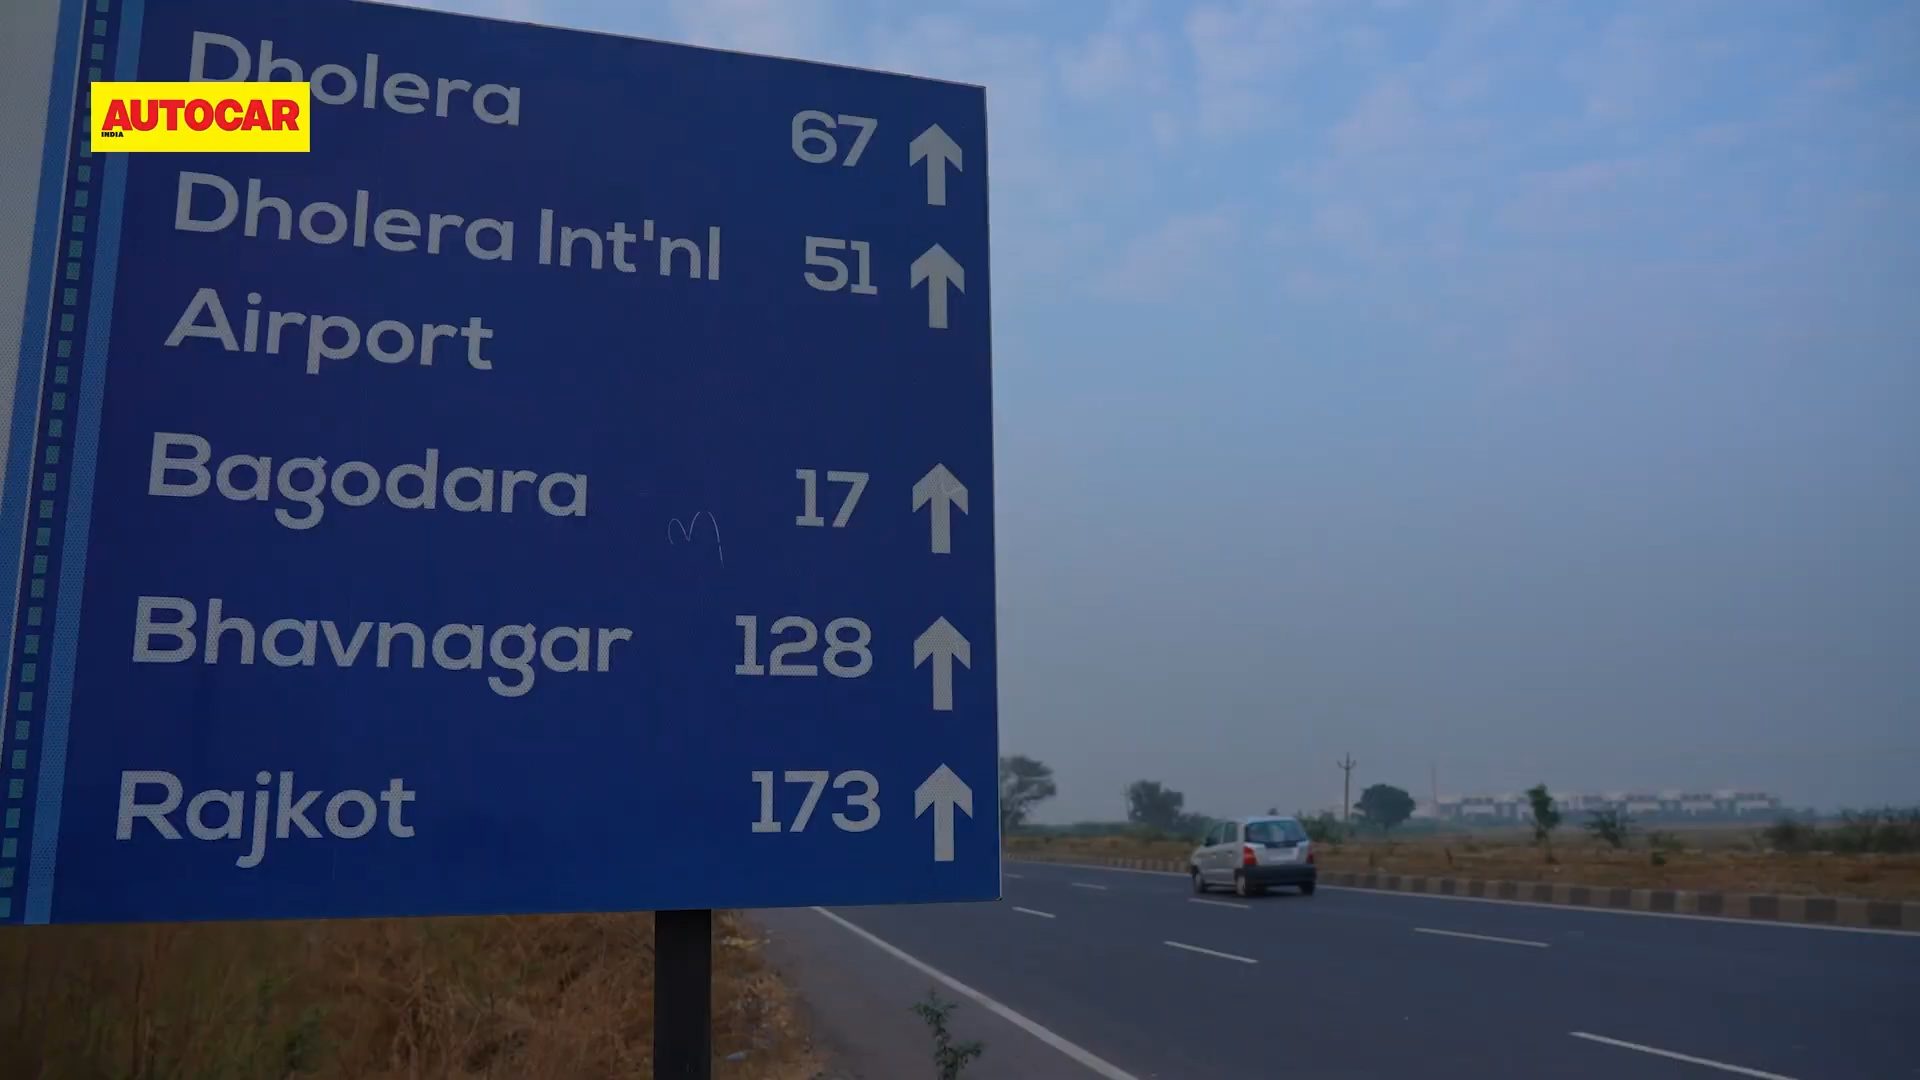 Dholera 67
AUTOCAR
INDIA
Dholera Int'nl 51
Airport
Bagodara 17
Bhavnagar 128
Rajkot 173